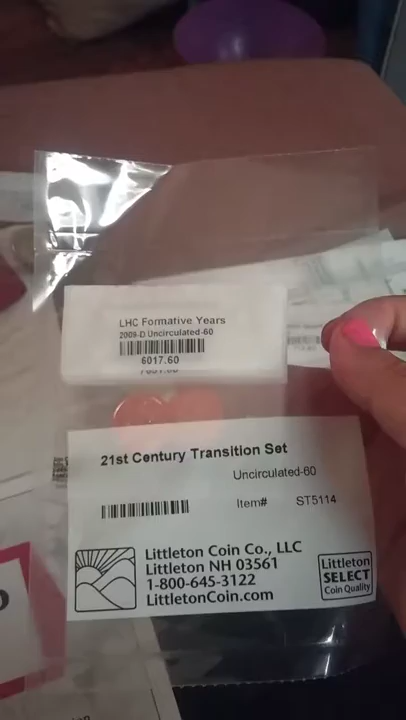 LHC Formative Years
2009-D Uncirculated-60
6017.60
21st Century Transition Set
Uncirculated-60
Item# ST5114
Littleton Coin Co., LLC
Littleton NH 03561
1-800-645-3122
LittletonCoin.com
Littleton
SELECT
Coin Quality